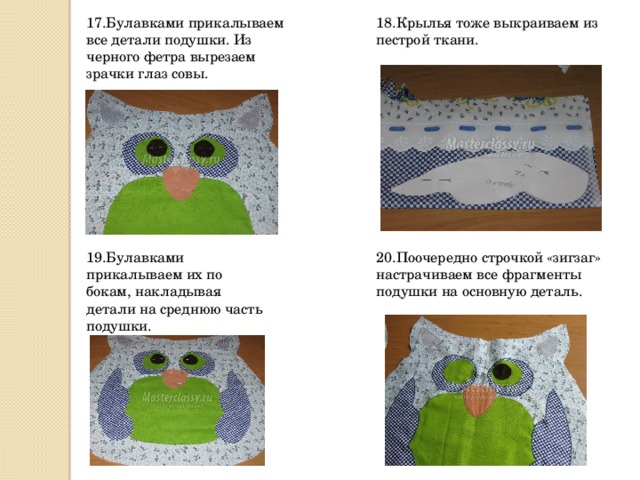 17.Булавками прикалываем
все детали подушки. Из
черного фетра вырезаем
зрачки глаз совы.
Masterclassy.ru
18.Крылья тоже выкраиваем из
пестрой ткани.
Masterclassy.ru
19.Булавками
прикалываем их по
бокам, накладывая
детали на среднюю часть
подушки.
Masterclassy.ru
20.Поочередно строчкой «зигзаг»
настрачиваем все фрагменты
подушки на основную деталь.